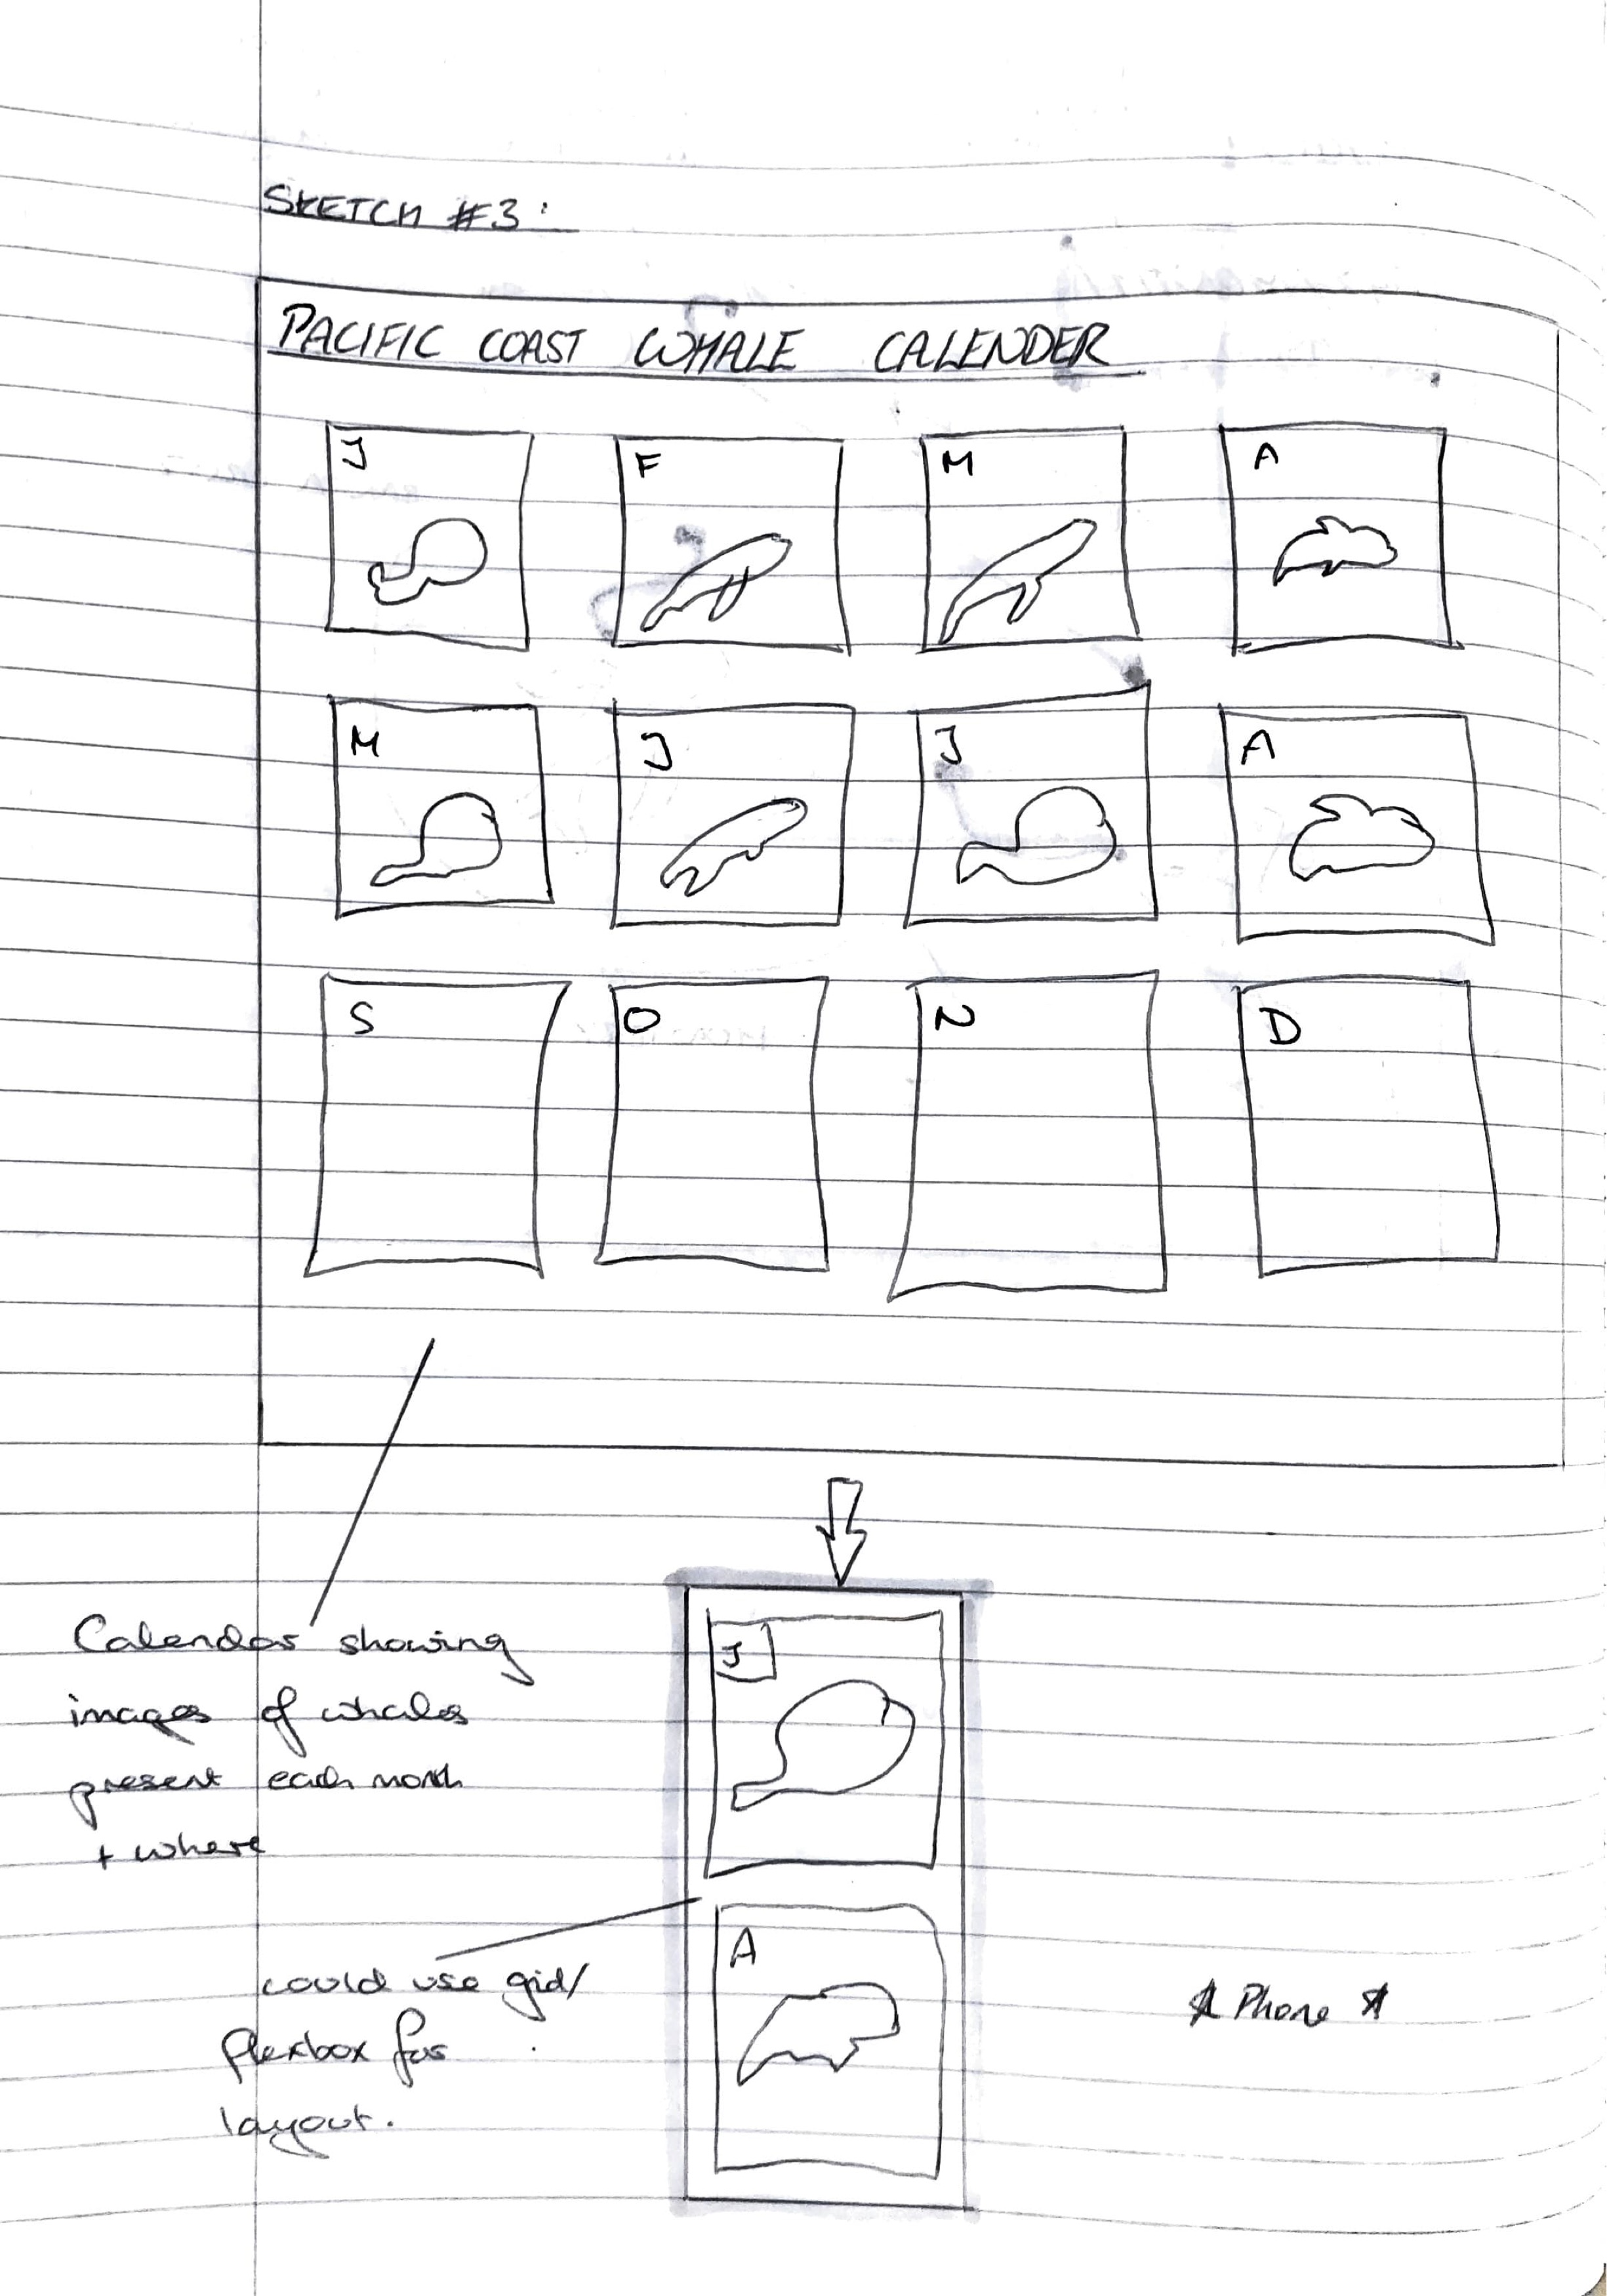 SKETCH #3:
PACIFIC COAST WHALE CALENDER
J F M A
M J J A
S O N D
Calendar showing
images of whales
present each month
+ where
J
A
could use grid/
flexbox for
layout.
* Phone *